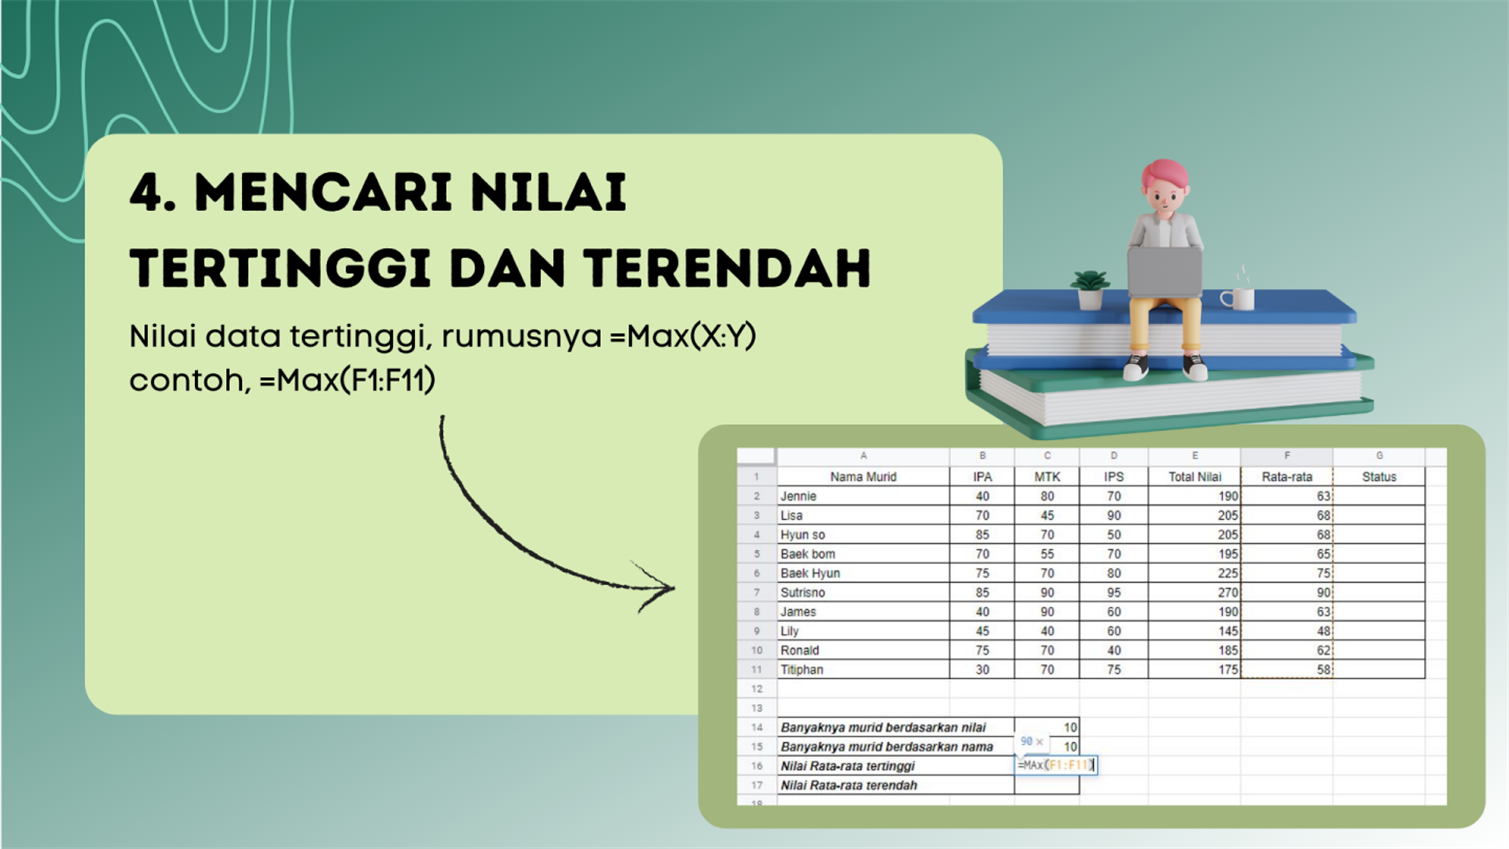 4. MENCARI NILAI
TERTINGGI DAN TERENDAH
Nilai data tertinggi, rumusnya =Max(X:Y)
contoh, =Max(F1:F11)
A B C D E F G
1 Nama Murid IPA MTK IPS Total Nilai Rata-rata Status
2 Jennie 40 80 70 190 63
3 Lisa 70 45 90 205 68
4 Hyun so 85 70 50 205 68
5 Baek bom 70 55 70 195 65
6 Baek Hyun 75 70 80 225 75
7 Sutrisno 85 90 95 270 90
8 James 40 90 60 190 63
9 Lily 45 40 60 145 48
10 Ronald 75 70 40 185 62
11 Titiphan 30 70 75 175 58
12
13
14 Banyaknya murid berdasarkan nilai 10
15 Banyaknya murid berdasarkan nama 90 × 10
16 Nilai Rata-rata tertinggi =MAx(F1:F11)
17 Nilai Rata-rata terendah
18